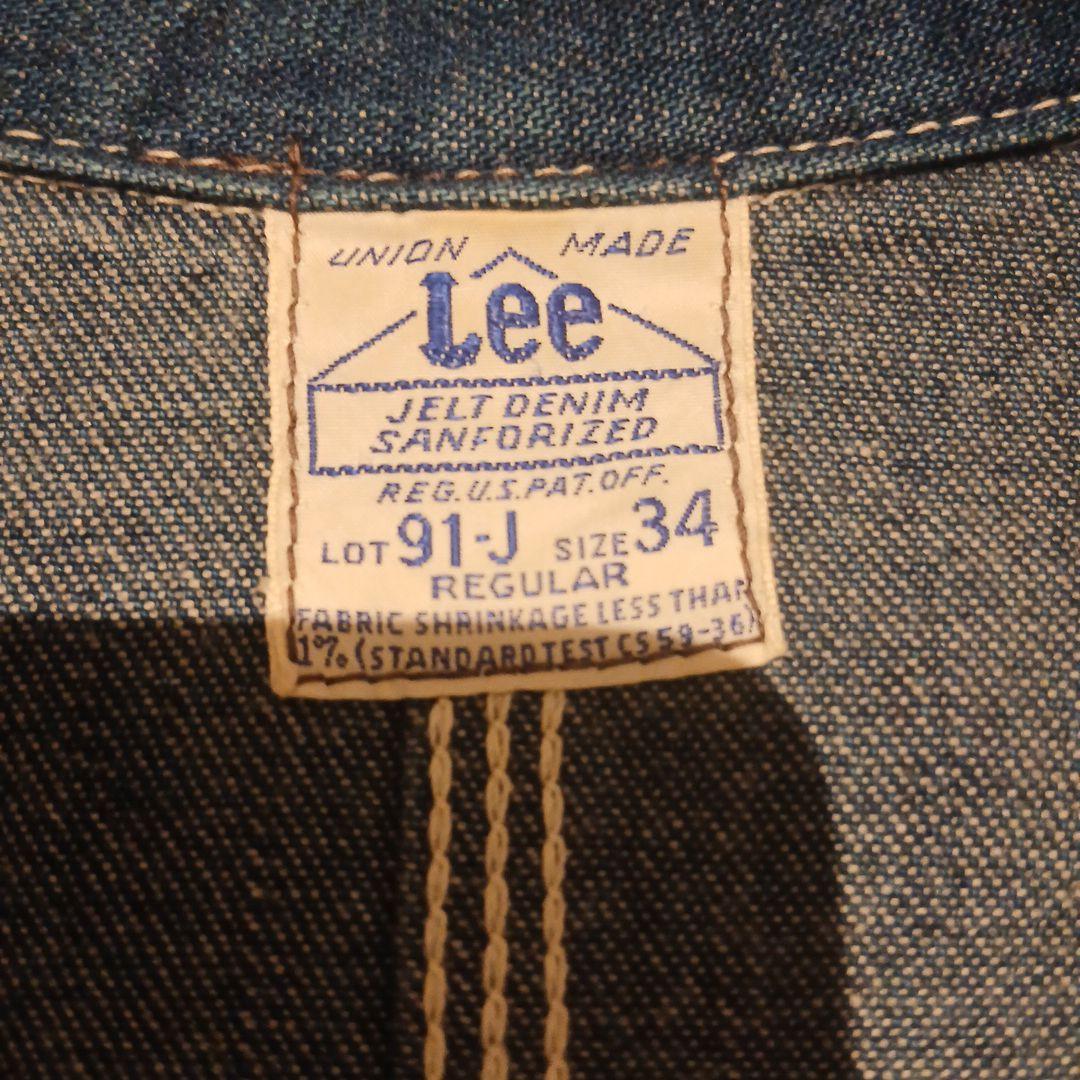 UNION MADE
Lee
JELT DENIM
SANFORIZED
REG.U.S.PAT.OFF.
LOT 91-J SIZE 34
REGULAR
FABRIC SHRINKAGE LESS THAN
1% (STANDARD TEST CS 59-36)